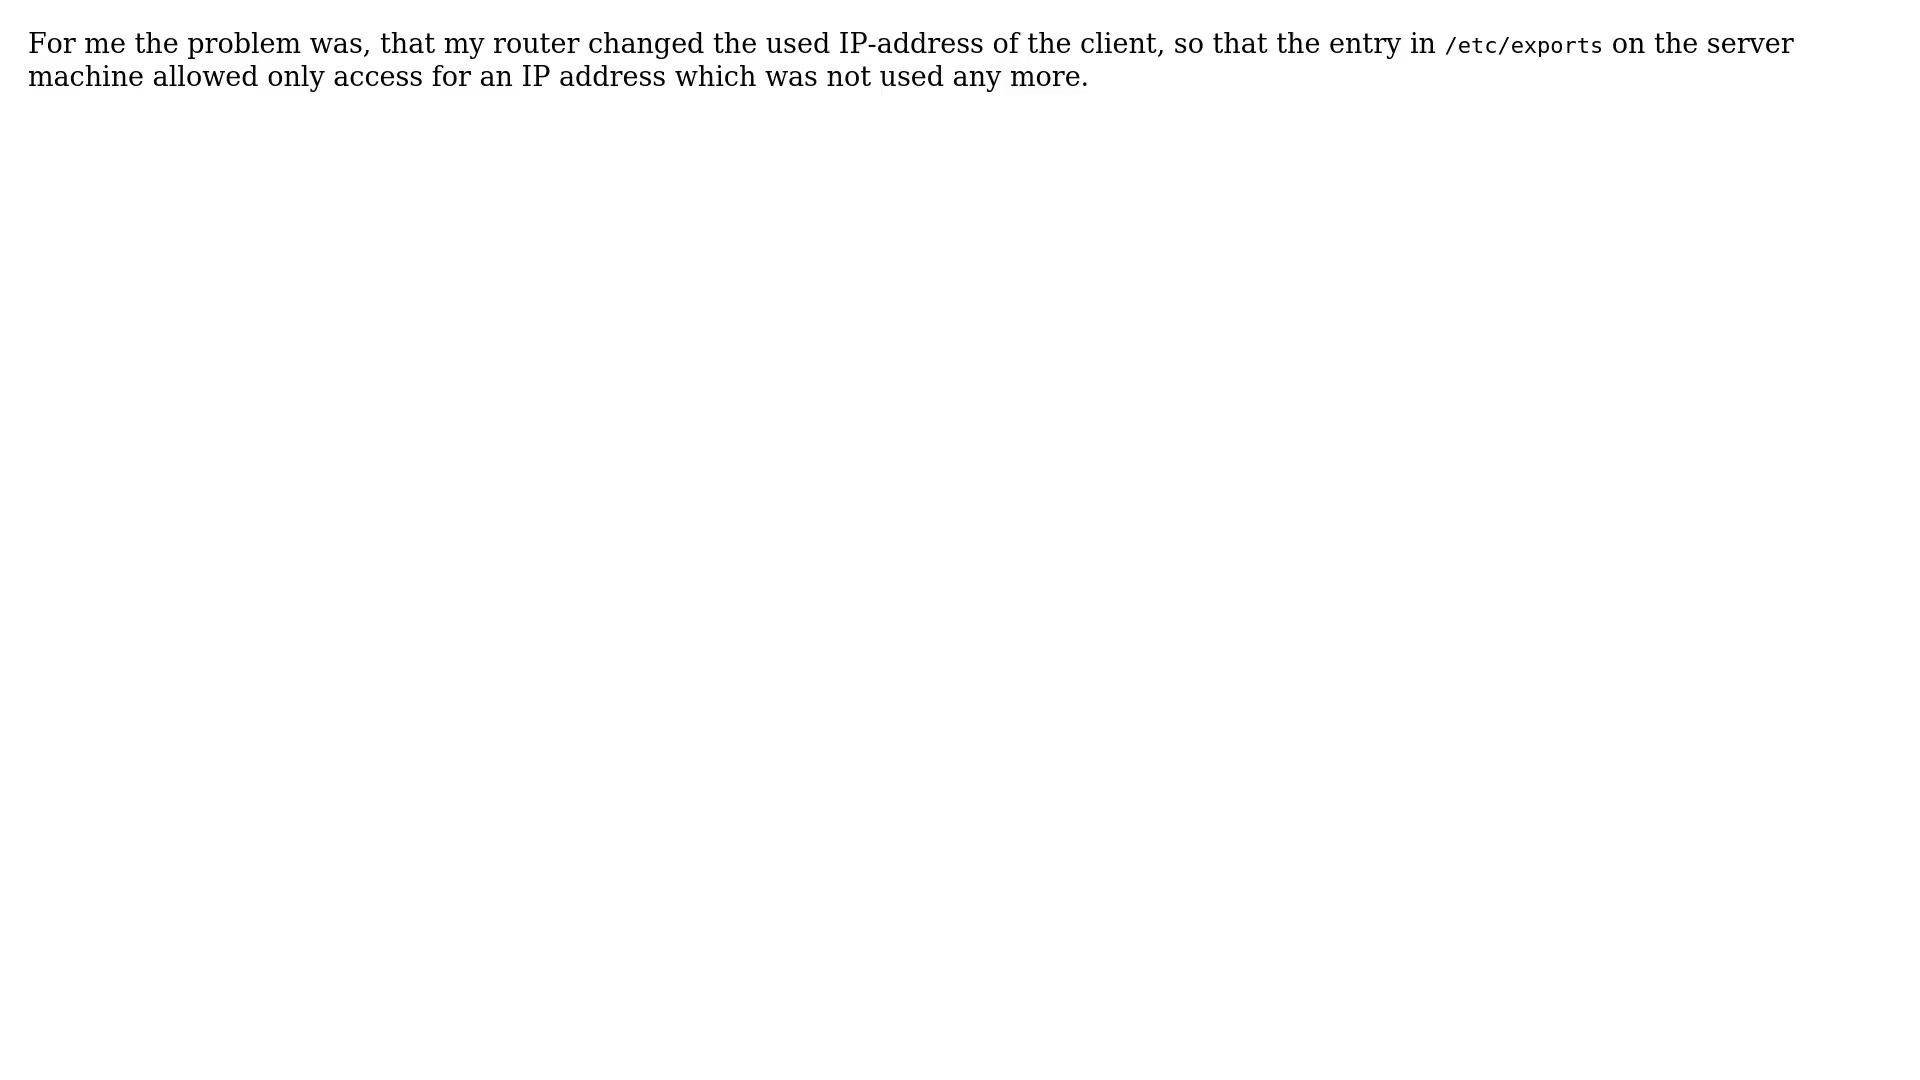 For me the problem was, that my router changed the used IP-address of the client, so that the entry in /etc/exports on the server
machine allowed only access for an IP address which was not used any more.